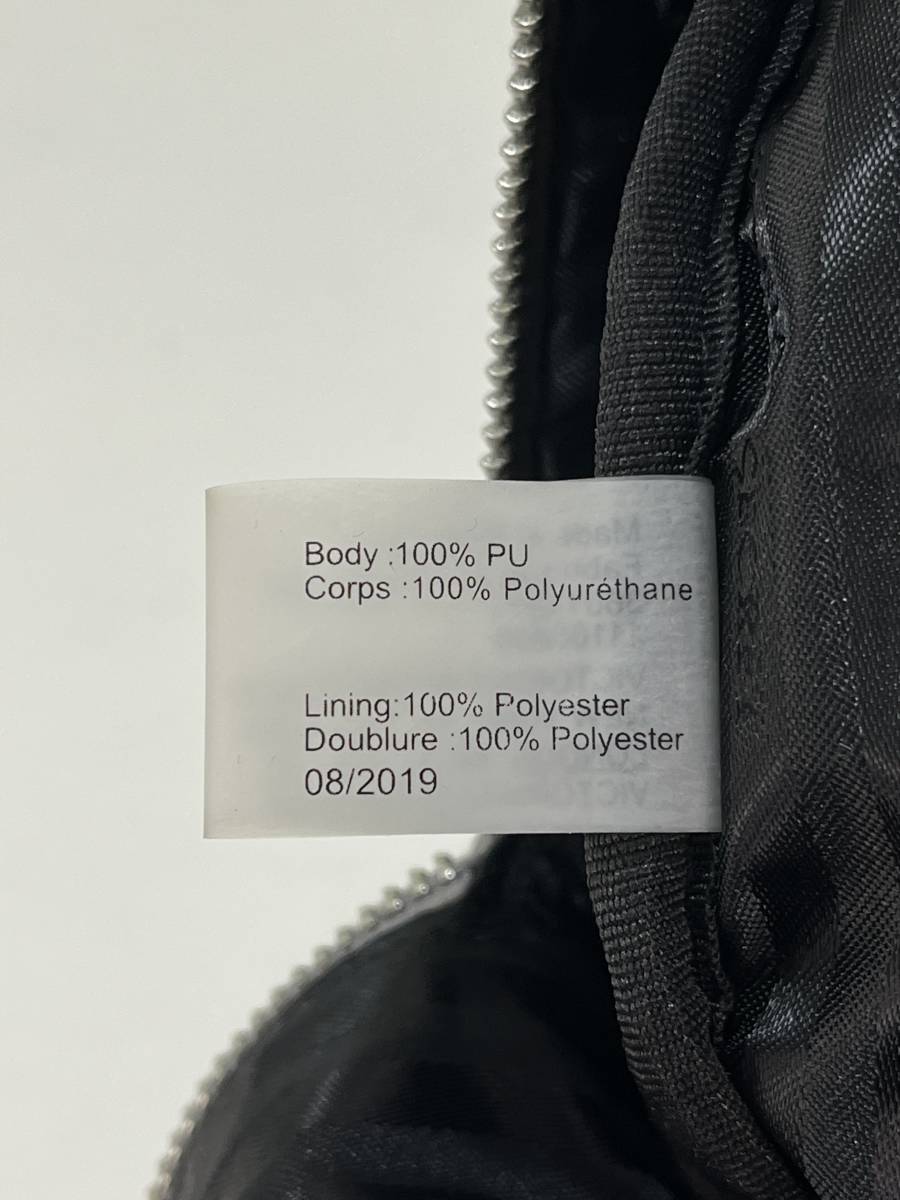 Body :100% PU
Corps :100% Polyuréthane
Lining:100% Polyester
Doublure :100% Polyester
08/2019